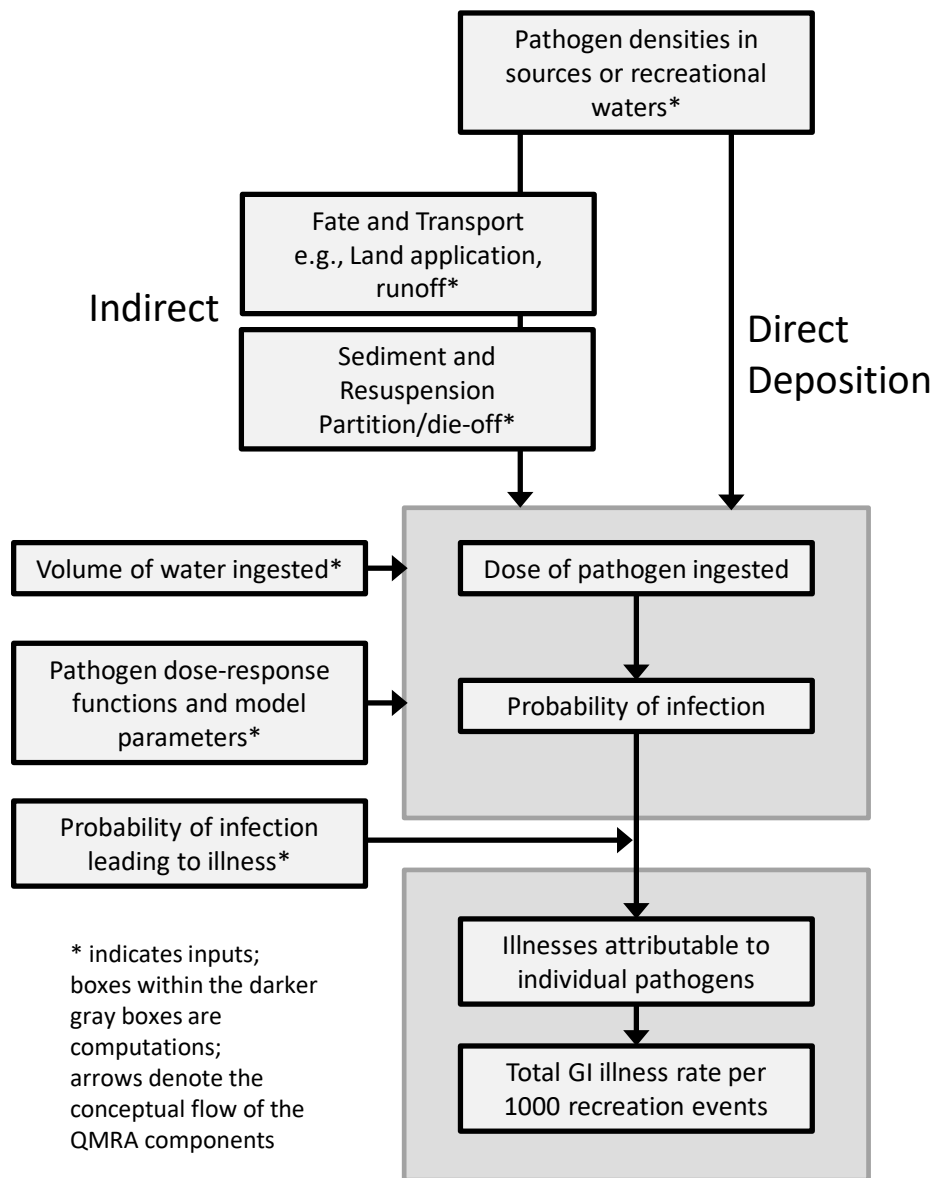 Pathogen densities in
sources or recreational
waters*
Fate and Transport
e.g., Land application,
runoff*
Indirect
Direct
Deposition
Sediment and
Resuspension
Partition/die-off*
Volume of water ingested*
Dose of pathogen ingested
Pathogen dose-response
functions and model
parameters*
Probability of infection
Probability of infection
leading to illness*
Illnesses attributable to
individual pathogens
Total GI illness rate per
1000 recreation events
* indicates inputs;
boxes within the darker
gray boxes are
computations;
arrows denote the
conceptual flow of the
QMRA components